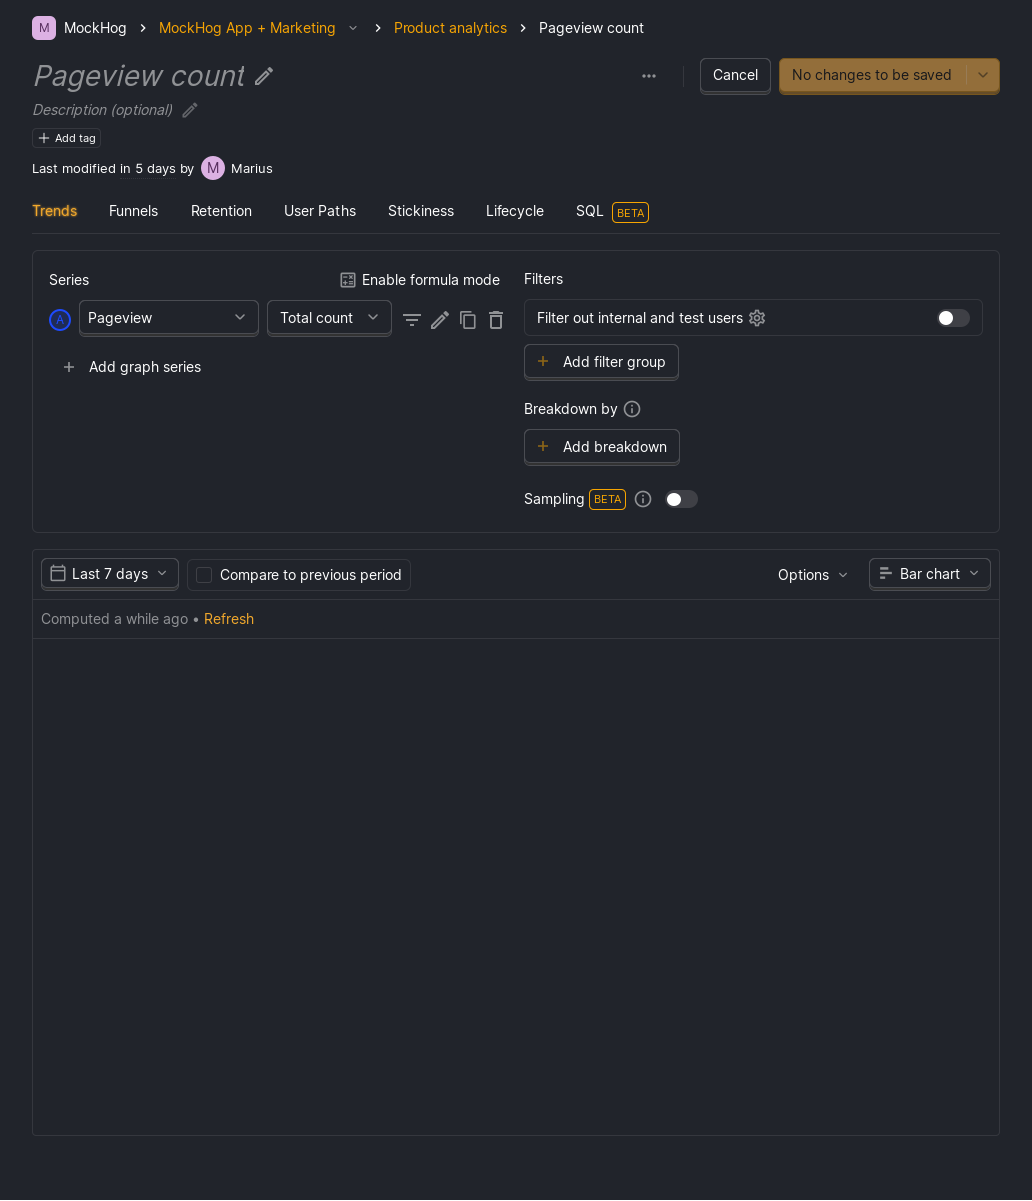 M MockHog MockHog App + Marketing Product analytics Pageview count
Pageview count
Cancel No changes to be saved
Description (optional)
Add tag
Last modified in 5 days by M Marius
Trends Funnels Retention User Paths Stickiness Lifecycle SQL BETA
Series Enable formula mode
A Pageview Total count
Add graph series
Filters
Filter out internal and test users
Add filter group
Breakdown by
Add breakdown
Sampling BETA
Last 7 days Compare to previous period Options Bar chart
Computed a while ago • Refresh